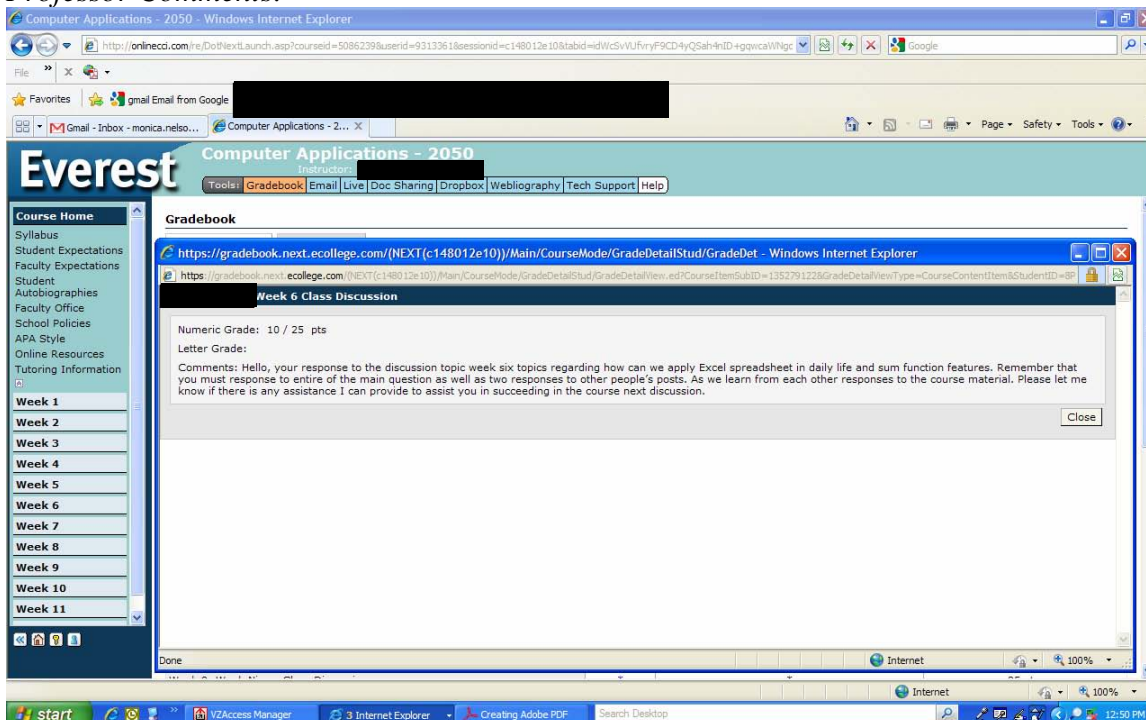 Professor Comments:
Computer Applications - 2050 - Windows Internet Explorer
http://onlinecci.com/re/DotNextLaunch.asp?courseid=5086239&userid=9313361&sessionid=c148012e10&tabid=
Google
File » x
Favorites gmail Email from Google
Gmail - Inbox - monica.nelso... Computer Applications - 2... X Page Safety Tools
Everest
Computer Applications - 2050
Instructor:
Tools: Gradebook Email Live Doc Sharing Dropbox Webliography Tech Support Help
Course Home
Syllabus
Student Expectations
Faculty Expectations
Student
Autobiographies
Faculty Office
School Policies
APA Style
Online Resources
Tutoring Information
Week 1
Week 2
Week 3
Week 4
Week 5
Week 6
Week 7
Week 8
Week 9
Week 10
Week 11
Gradebook
https://gradebook.next.ecollege.com/(NEXT(c148012e10))/Main/CourseMode/GradeDetailStud/GradeDet - Windows Internet Explorer
https://gradebook.next.ecollege.com/(NEXT(c148012e10))/Main/CourseMode/GradeDetailStud/GradeDetailView.ed?CourseItemSubID=135279122&GradeDetailViewType=CourseContentItem&StudentID=8P
Week 6 Class Discussion
Numeric Grade: 10 / 25 pts
Letter Grade:
Comments: Hello, your response to the discussion topic week six topics regarding how can we apply Excel spreadsheet in daily life and sum function features. Remember that
you must response to entire of the main question as well as two responses to other people's posts. As we learn from each other responses to the course material. Please let me
know if there is any assistance I can provide to assist you in succeeding in the course next discussion.
Close
Done Internet 100%
Internet 100%
start » VZAccess Manager 3 Internet Explorer Creating Adobe PDF Search Desktop 12:50 PM